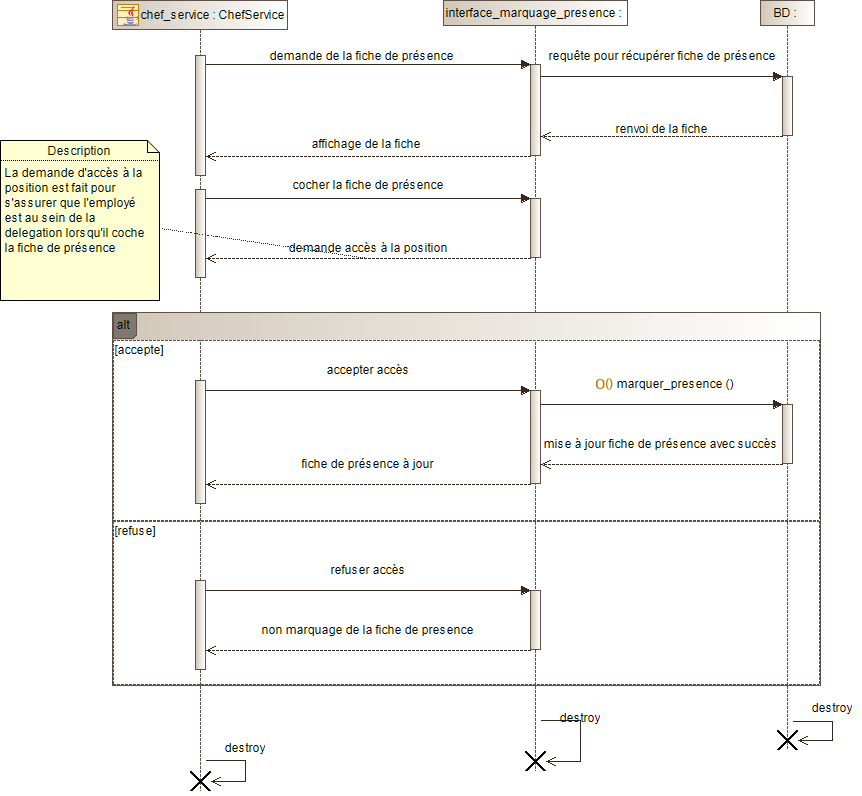 chef_service : ChefService
interface_marquage_presence :
BD :
demande de la fiche de présence
requête pour récupérer fiche de présence
renvoi de la fiche
affichage de la fiche
Description
La demande d'accès à la
position est fait pour
s'assurer que l'employé
est au sein de la
delegation lorsqu'il coche
la fiche de présence
cocher la fiche de présence
demande accès à la position
alt
[accepte]
accepter accès
O() marquer_presence ()
mise à jour fiche de présence avec succès
fiche de présence à jour
[refuse]
refuser accès
non marquage de la fiche de presence
destroy
destroy
destroy